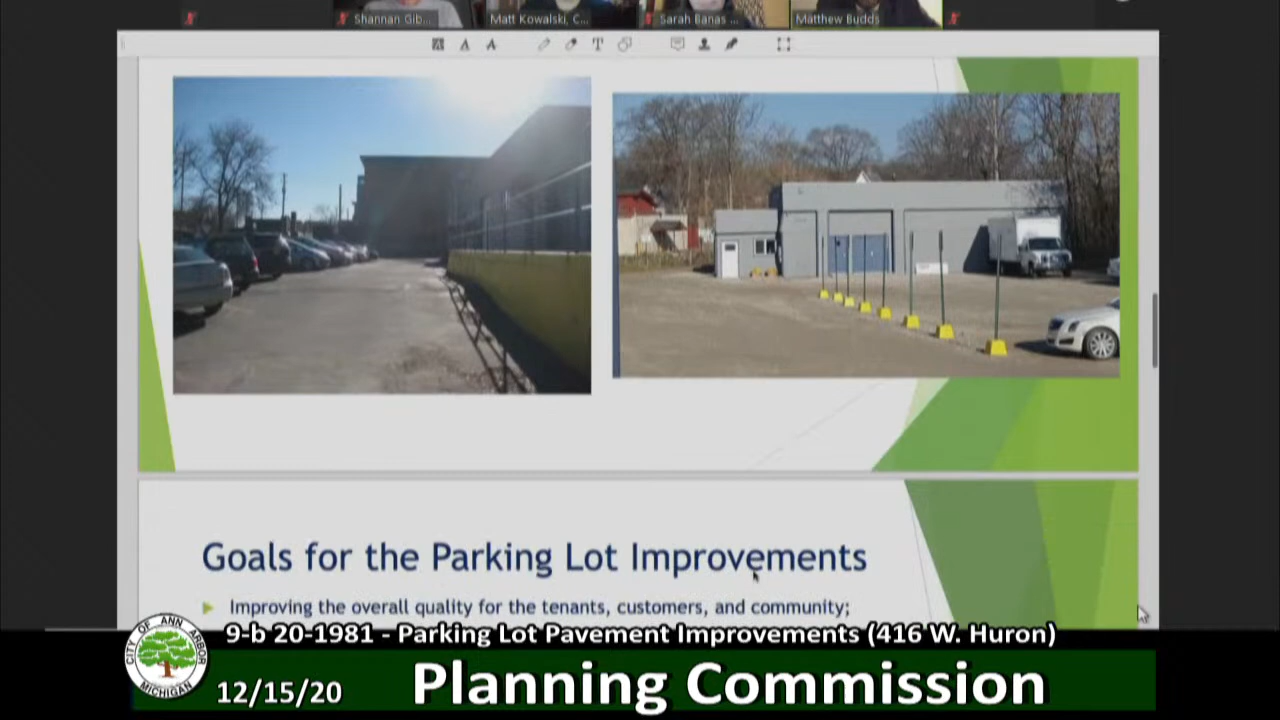 Shannan Gib...
Matt Kowalski, C...
Sarah Banas ...
Matthew Budds
Goals for the Parking Lot Improvements
Improving the overall quality for the tenants, customers, and community;
9-b 20-1981 - Parking Lot Pavement Improvements (416 W. Huron)
CITY OF ANN ARBOR
MICHIGAN
12/15/20
Planning Commission